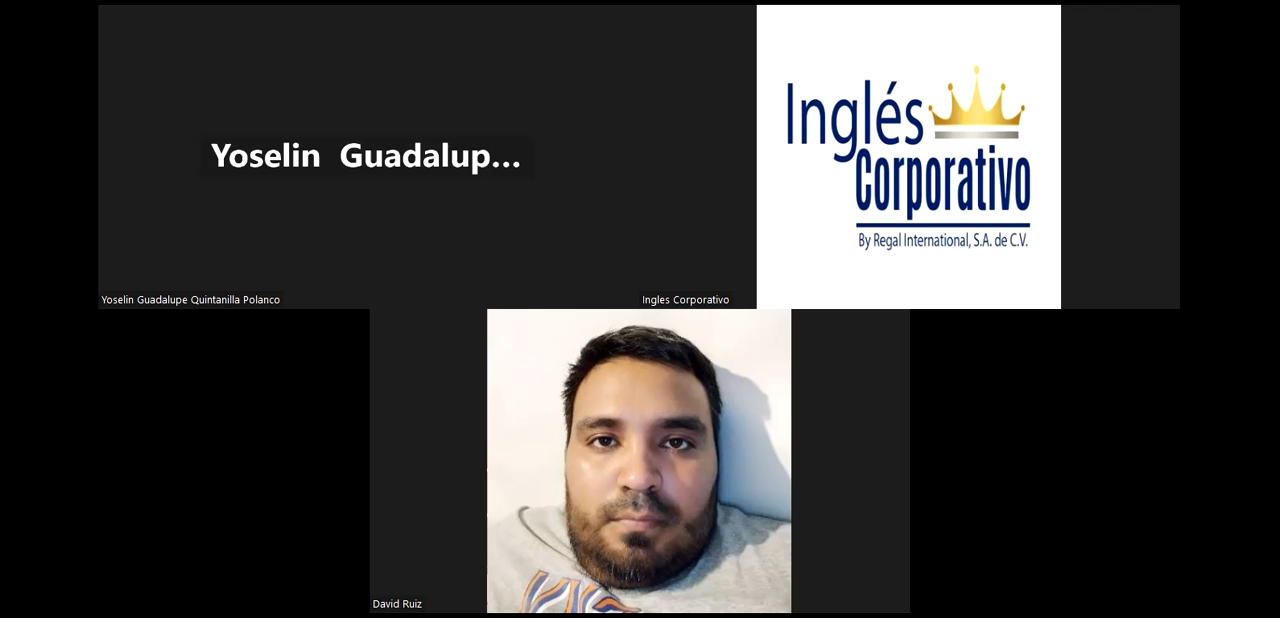 Yoselin Guadalup...
Yoselin Guadalupe Quintanilla Polanco
Inglés
Corporativo
By Regal International, S.A. de C.V.
Ingles Corporativo
David Ruiz